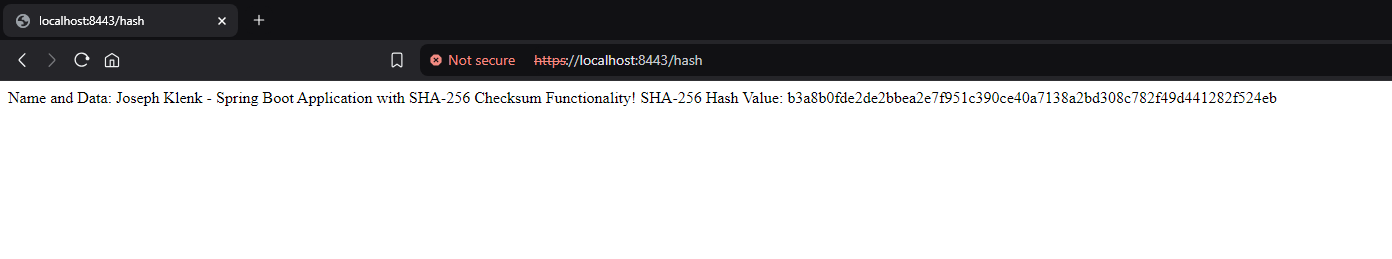 localhost:8443/hash
Not secure https://localhost:8443/hash
Name and Data: Joseph Klenk - Spring Boot Application with SHA-256 Checksum Functionality! SHA-256 Hash Value: b3a8b0fde2de2bbea2e7f951c390ce40a7138a2bd308c782f49d441282f524eb